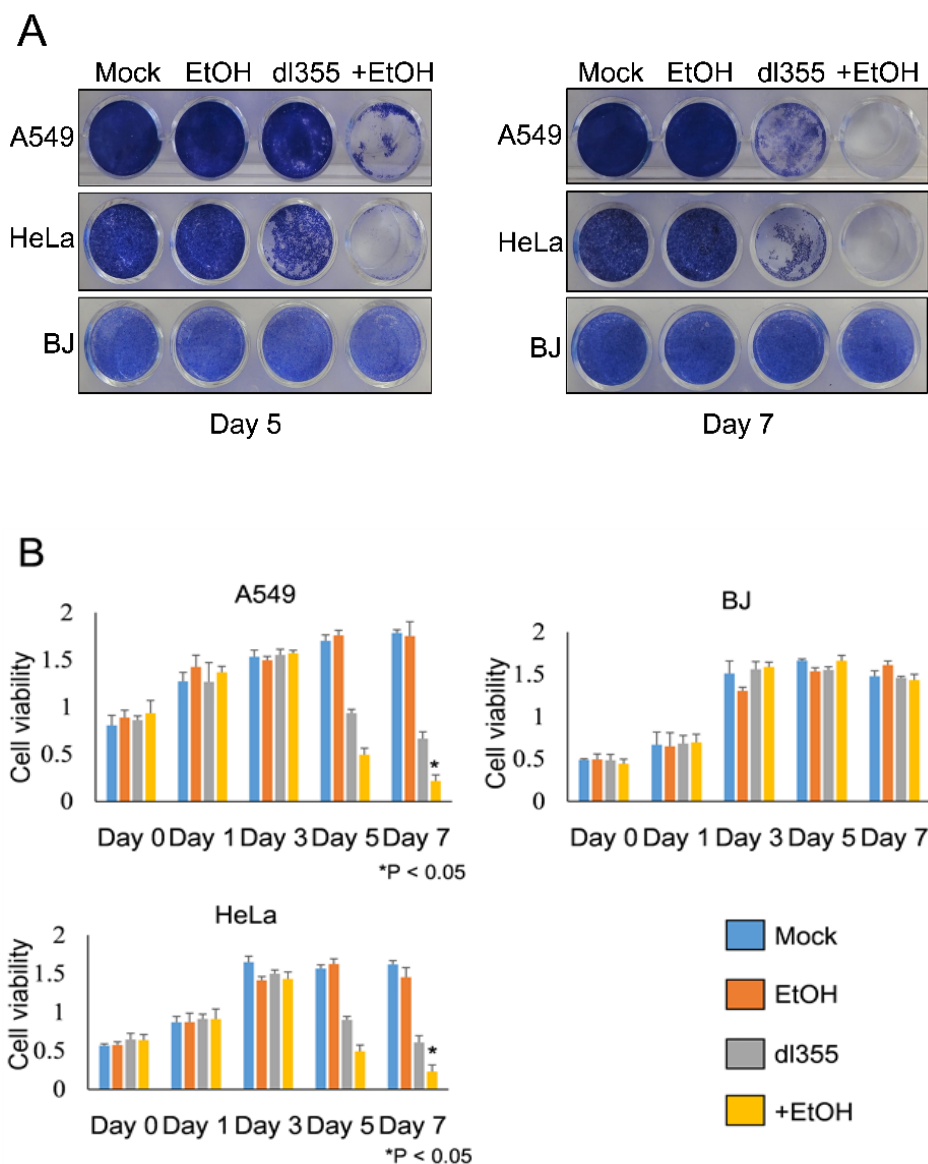 A
Mock EtOH dl355 +EtOH
A549
HeLa
BJ
Day 5
Mock EtOH dl355 +EtOH
A549
HeLa
BJ
Day 7
B
A549
Cell viability
2
1.5
1
0.5
0
Day 0 Day 1 Day 3 Day 5 Day 7
*
*P < 0.05
BJ
Cell viability
2
1.5
1
0.5
0
Day 0 Day 1 Day 3 Day 5 Day 7
HeLa
Cell viability
2
1.5
1
0.5
0
Day 0 Day 1 Day 3 Day 5 Day 7
*
*P < 0.05
Mock
EtOH
dl355
+EtOH